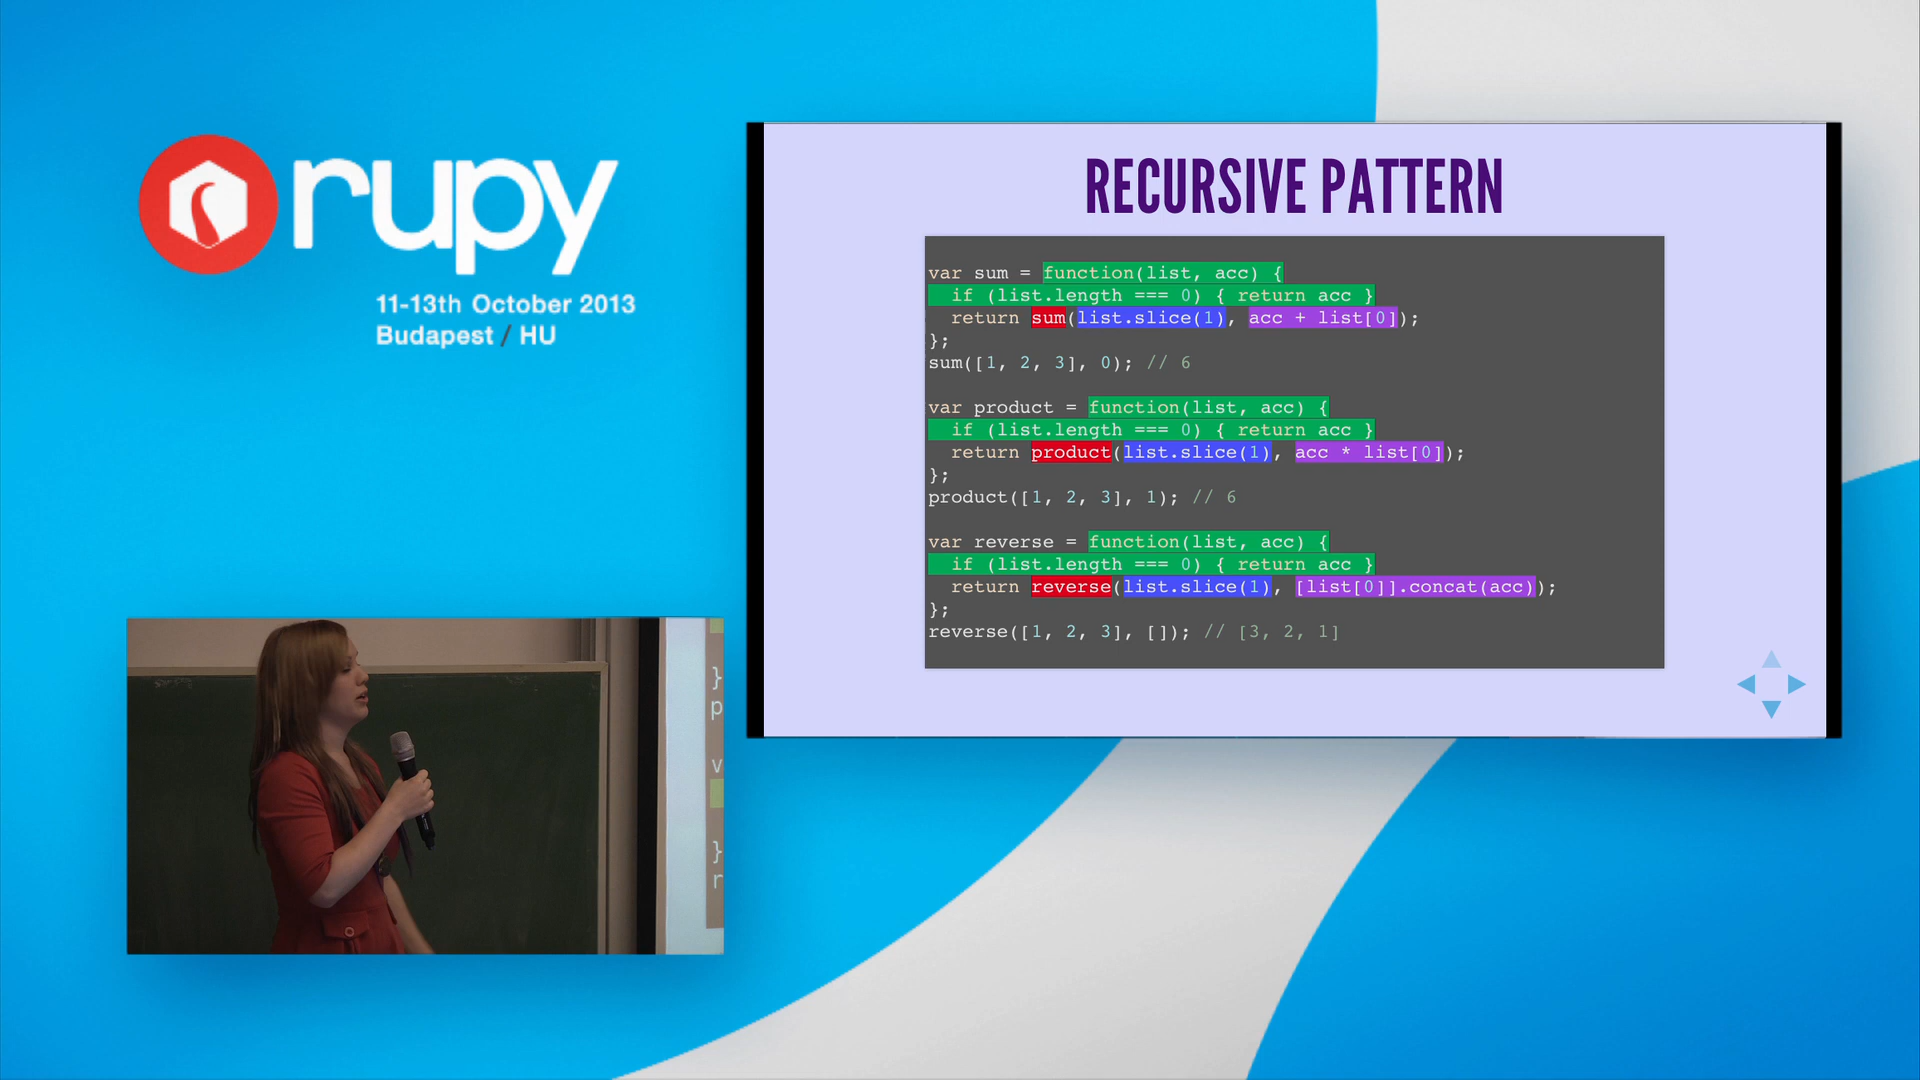 rupy
11-13th October 2013
Budapest / HU
RECURSIVE PATTERN
var sum = function(list, acc) {
  if (list.length === 0) { return acc }
  return sum(list.slice(1), acc + list[0]);
};
sum([1, 2, 3], 0); // 6
var product = function(list, acc) {
  if (list.length === 0) { return acc }
  return product(list.slice(1), acc * list[0]);
};
product([1, 2, 3], 1); // 6
var reverse = function(list, acc) {
  if (list.length === 0) { return acc }
  return reverse(list.slice(1), [list[0]].concat(acc));
};
reverse([1, 2, 3], []); // [3, 2, 1]
}
p
v
}
r